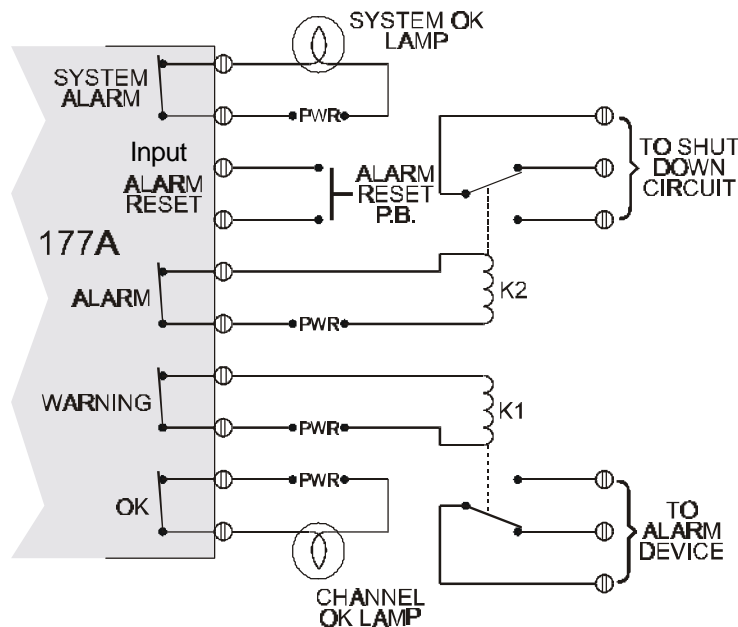 SYSTEM OK
LAMP
SYSTEM
ALARM
PWR
Input
ALARM
RESET
ALARM
RESET
P.B.
TO SHUT
DOWN
CIRCUIT
177A
ALARM
PWR
K2
WARNING
PWR
K1
OK
PWR
TO
ALARM
DEVICE
CHANNEL
OK LAMP